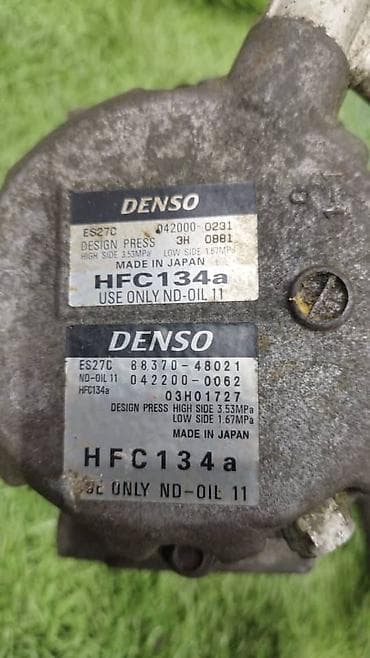 DENSO
ES27C 042000-0231
DESIGN PRESS 3H 0881
HIGH SIDE 3.53MPa LOW SIDE 1.67MPa
MADE IN JAPAN
HFC134a
USE ONLY ND-OIL 11
DENSO
ES27C 88370-48021
ND-OIL 11 042200-0062
HFC134a 03H01727
DESIGN PRESS HIGH SIDE 3.53MPa
LOW SIDE 1.67MPa
MADE IN JAPAN
HFC134a
USE ONLY ND-OIL 11